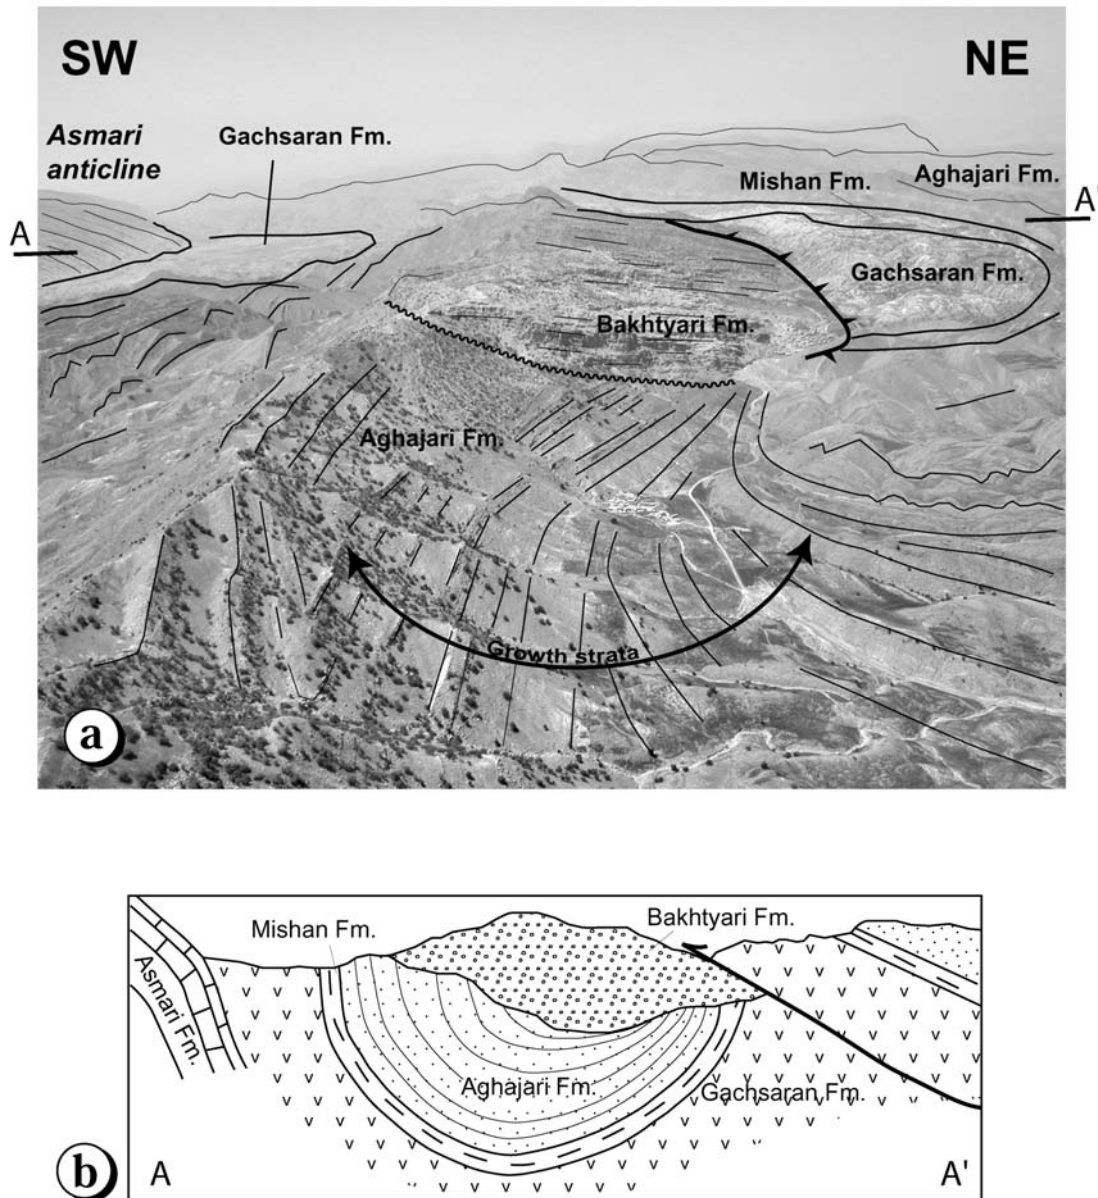 SW
NE
Asmari
anticline
Gachsaran Fm.
Mishan Fm.
Aghajari Fm.
A
A'
Gachsaran Fm.
Bakhtyari Fm.
Aghajari Fm.
Growth strata
a
Mishan Fm.
Bakhtyari Fm.
Asmari Fm.
Aghajari Fm.
Gachsaran Fm.
b
A
A'